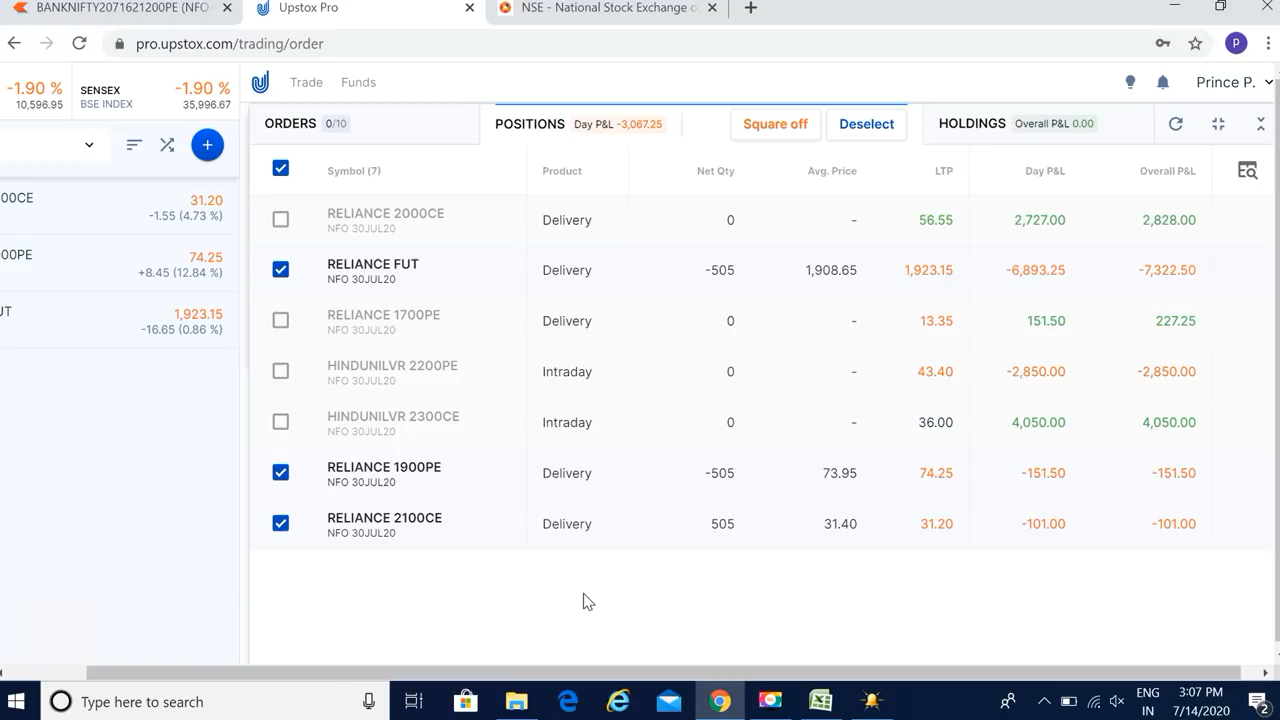 BANKNIFTY2071621200PE (NFO
Upstox Pro
NSE - National Stock Exchange o
pro.upstox.com/trading/order
P
-1.90 %
10,596.95
SENSEX
BSE INDEX
-1.90 %
35,996.67
Trade
Funds
Prince P.
ORDERS 0/10
POSITIONS Day P&L -3,067.25
Square off
Deselect
HOLDINGS Overall P&L 0.00
Symbol (7) Product Net Qty Avg. Price LTP Day P&L Overall P&L
00CE 31.20
-1.55 (4.73 %)
00PE 74.25
+8.45 (12.84 %)
UT 1,923.15
-16.65 (0.86 %)
RELIANCE 2000CE Delivery 0 - 56.55 2,727.00 2,828.00
NFO 30JUL20
RELIANCE FUT Delivery -505 1,908.65 1,923.15 -6,893.25 -7,322.50
NFO 30JUL20
RELIANCE 1700PE Delivery 0 - 13.35 151.50 227.25
NFO 30JUL20
HINDUNILVR 2200PE Intraday 0 - 43.40 -2,850.00 -2,850.00
NFO 30JUL20
HINDUNILVR 2300CE Intraday 0 - 36.00 4,050.00 4,050.00
NFO 30JUL20
RELIANCE 1900PE Delivery -505 73.95 74.25 -151.50 -151.50
NFO 30JUL20
RELIANCE 2100CE Delivery 505 31.40 31.20 -101.00 -101.00
NFO 30JUL20
Type here to search
ENG
IN
3:07 PM
7/14/2020
2